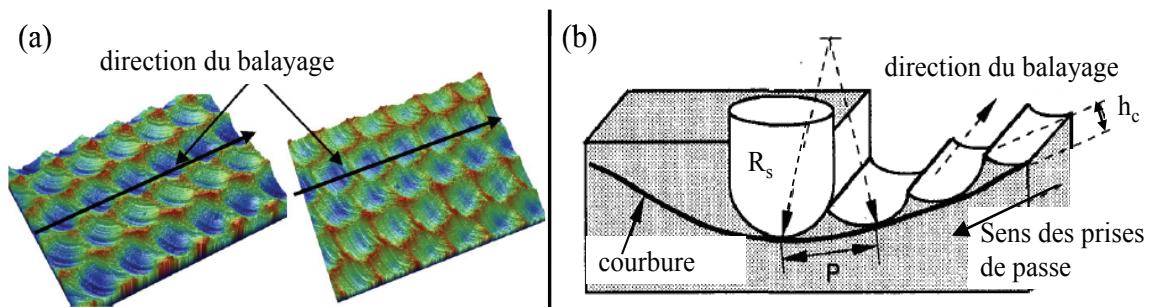 (a)
direction du balayage
(b)
direction du balayage
h_c
R_s
courbure
P
Sens des prises
de passe